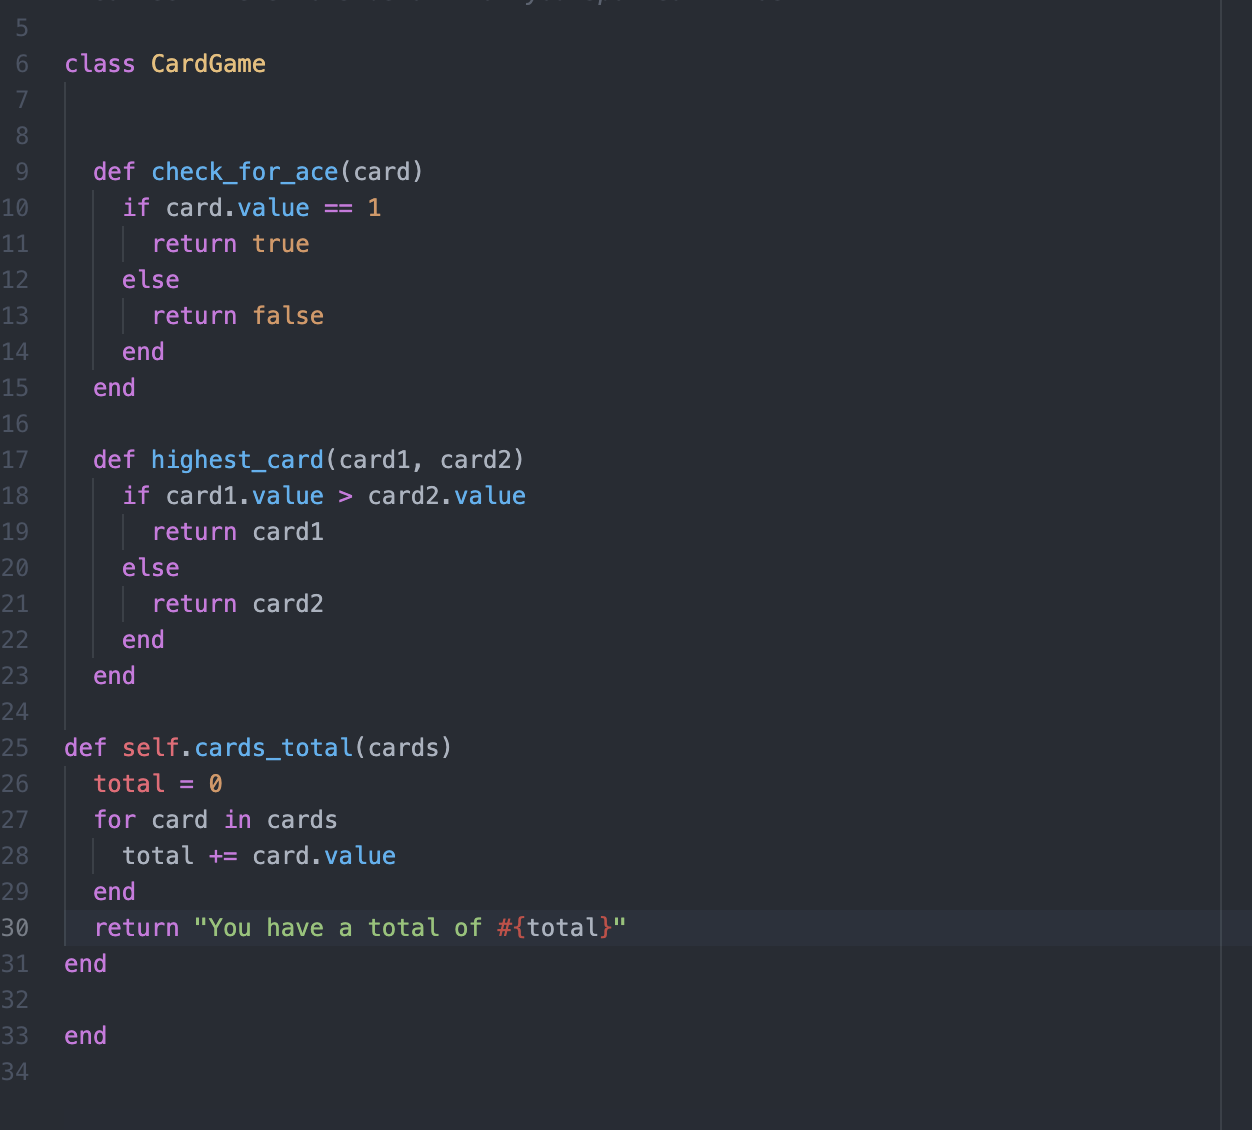 5
6 class CardGame
7
8
9 def check_for_ace(card)
10 if card.value == 1
11 return true
12 else
13 return false
14 end
15 end
16
17 def highest_card(card1, card2)
18 if card1.value > card2.value
19 return card1
20 else
21 return card2
22 end
23 end
24
25 def self.cards_total(cards)
26 total = 0
27 for card in cards
28 total += card.value
29 end
30 return "You have a total of #{total}"
31 end
32
33 end
34